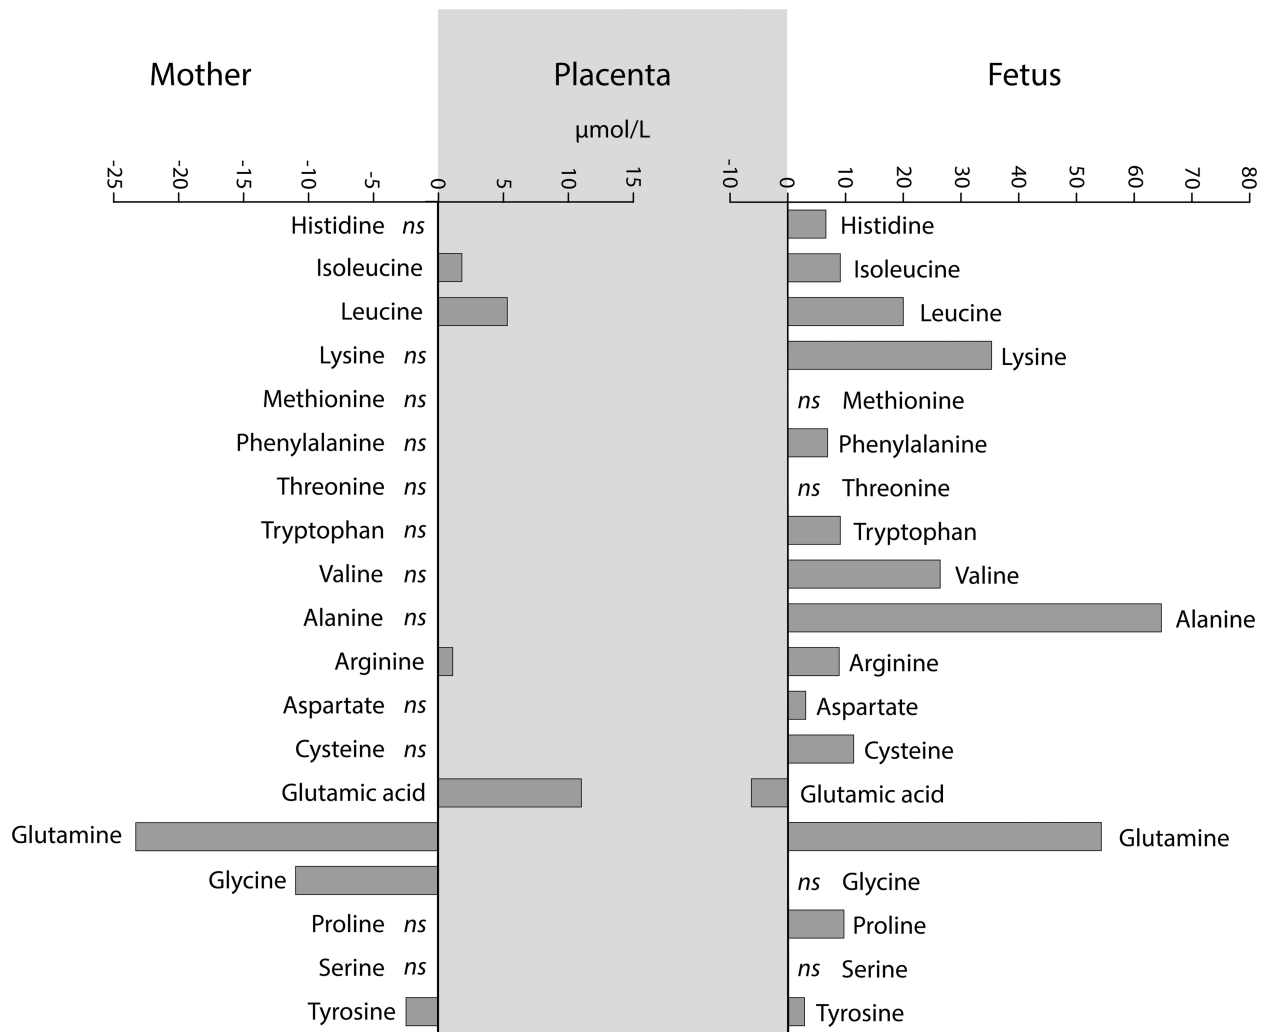 Mother Placenta Fetus
µmol/L
-25 -20 -15 -10 -5 0 5 10 15 -10 0 10 20 30 40 50 60 70 80
Histidine ns Histidine
Isoleucine Isoleucine
Leucine Leucine
Lysine ns Lysine
Methionine ns ns Methionine
Phenylalanine ns Phenylalanine
Threonine ns ns Threonine
Tryptophan ns Tryptophan
Valine ns Valine
Alanine ns Alanine
Arginine Arginine
Aspartate ns Aspartate
Cysteine ns Cysteine
Glutamic acid Glutamic acid
Glutamine Glutamine
Glycine ns Glycine
Proline ns Proline
Serine ns ns Serine
Tyrosine Tyrosine